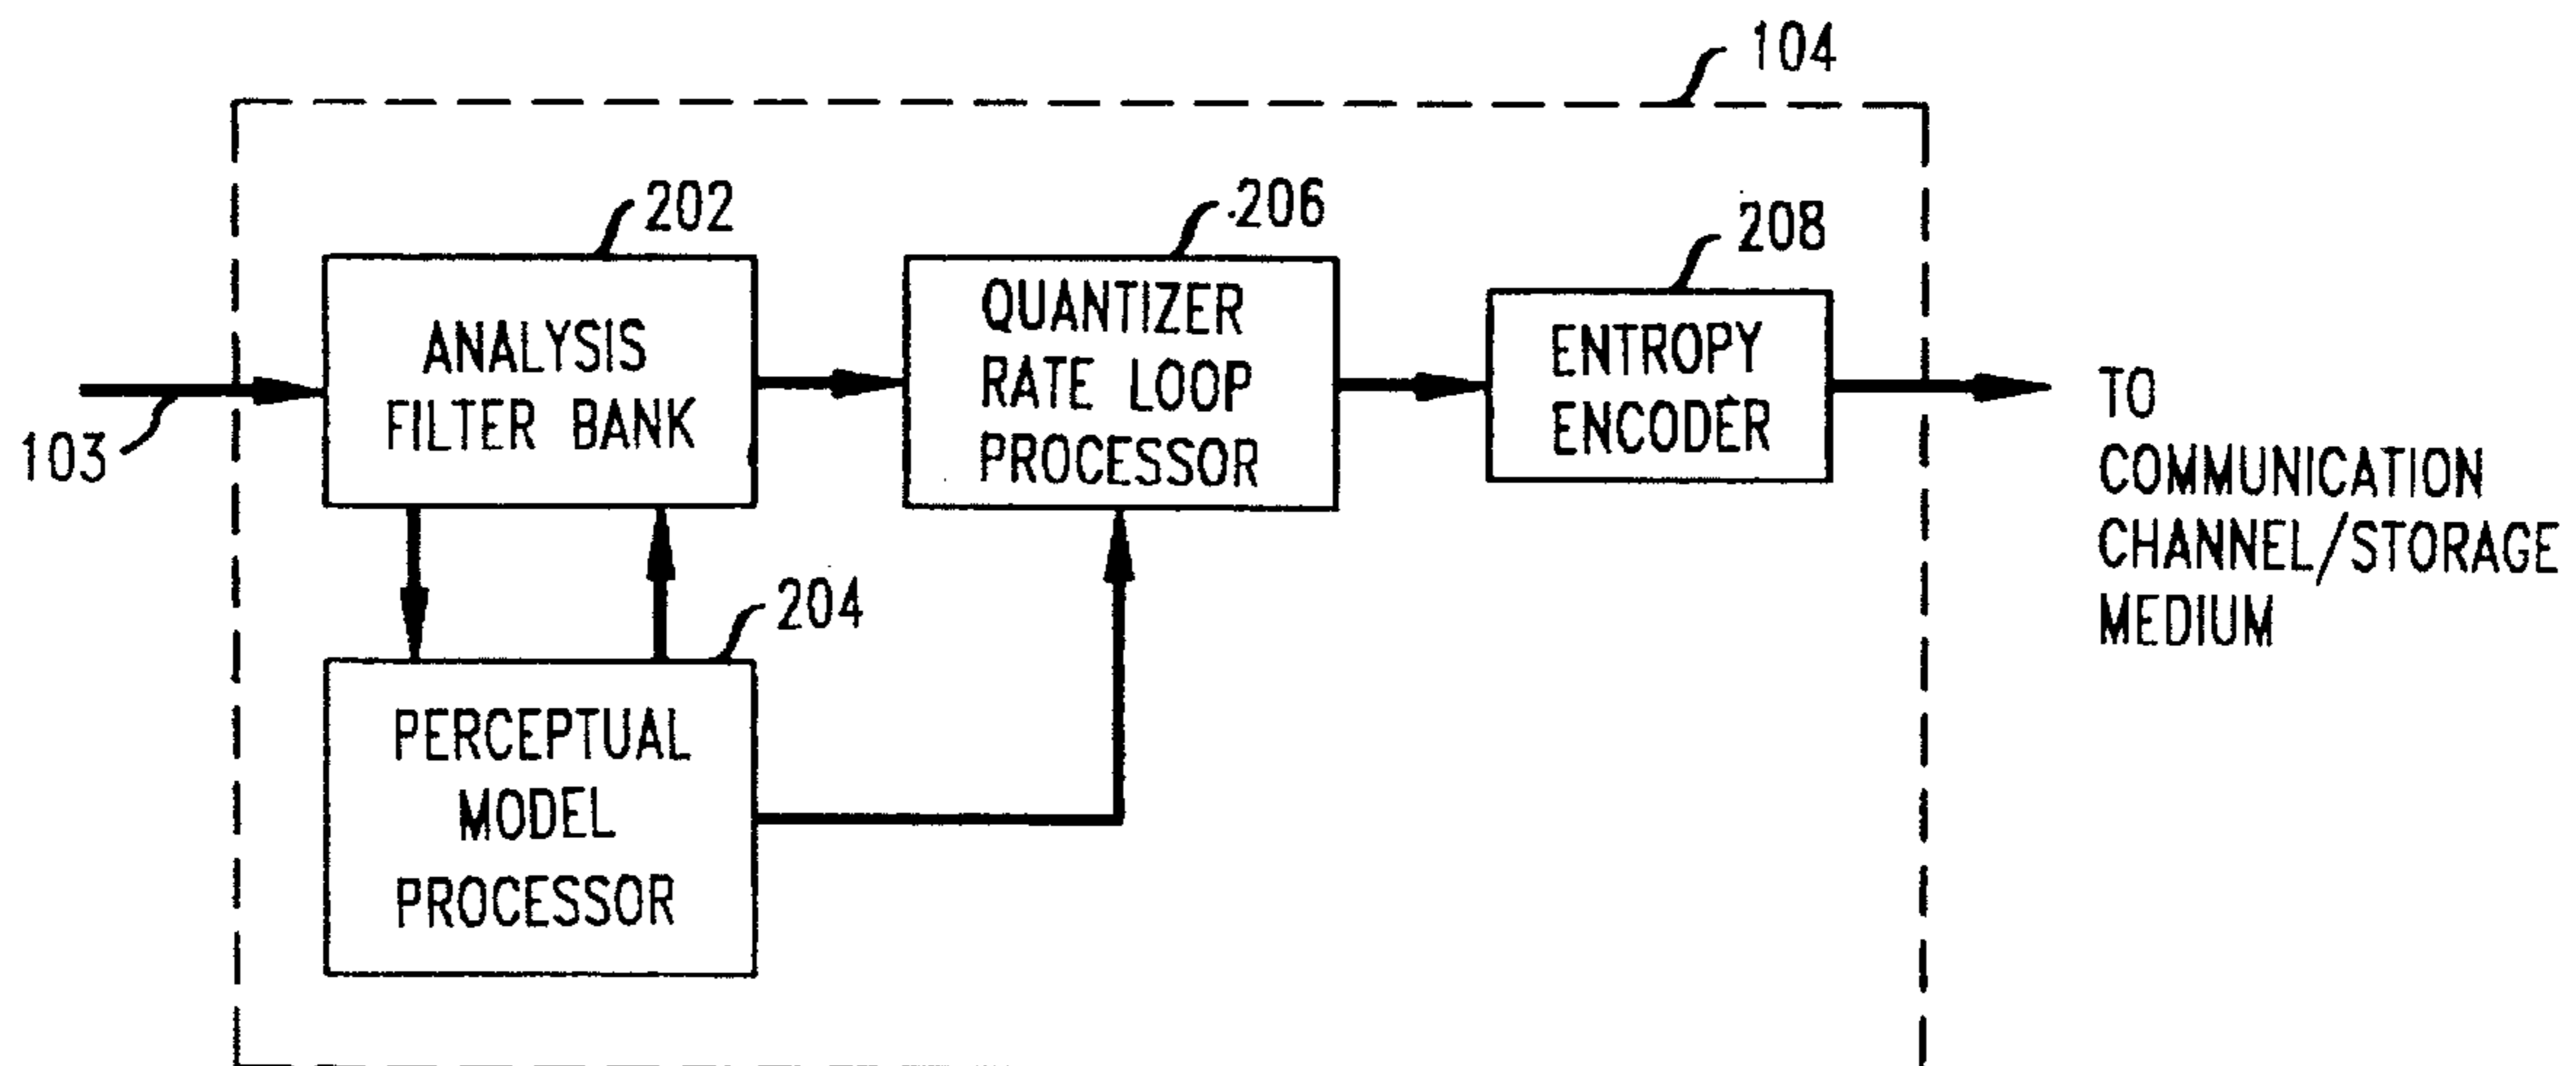 104
202
206
208
ANALYSIS
FILTER BANK
QUANTIZER
RATE LOOP
PROCESSOR
ENTROPY
ENCODER
103
TO
COMMUNICATION
CHANNEL/STORAGE
MEDIUM
204
PERCEPTUAL
MODEL
PROCESSOR